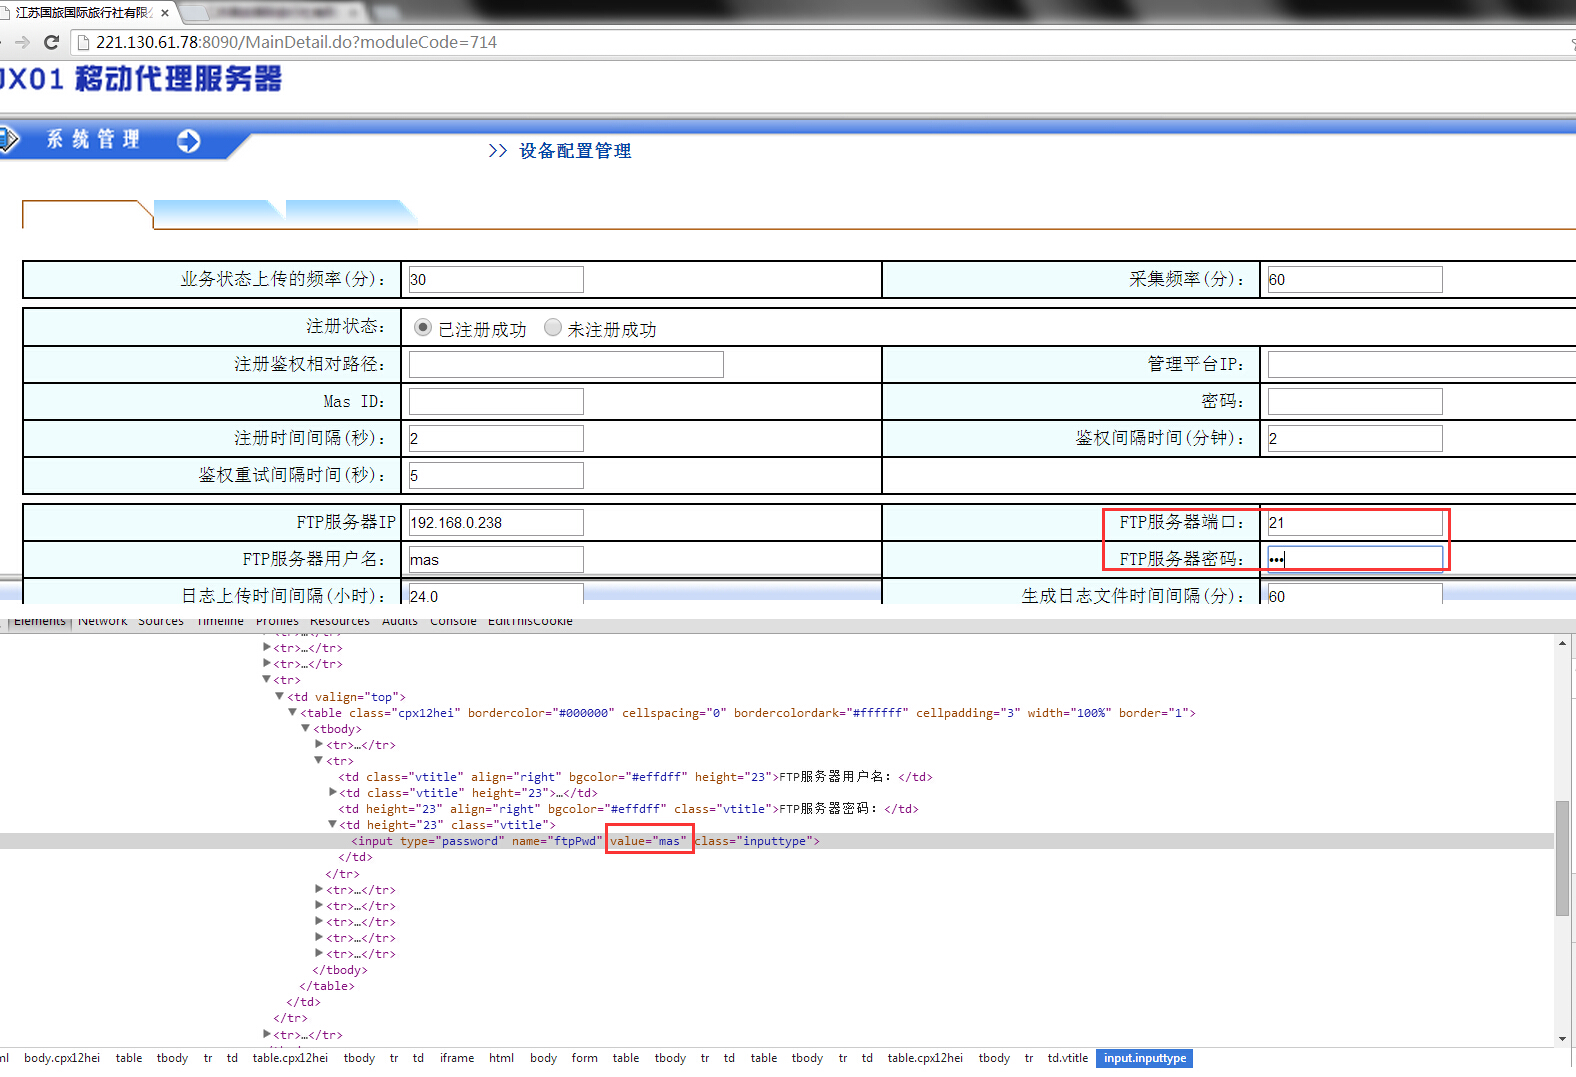 江苏国旅国际旅行社有限
221.130.61.78:8090/MainDetail.do?moduleCode=714
X01 移动代理服务器
系统管理
>> 设备配置管理
业务状态上传的频率(分): 30 采集频率(分): 60
注册状态: 已注册成功 未注册成功
注册鉴权相对路径: 管理平台IP:
Mas ID: 密码:
注册时间间隔(秒): 2 鉴权间隔时间(分钟): 2
鉴权重试间隔时间(秒): 5
FTP服务器IP 192.168.0.238 FTP服务器端口: 21
FTP服务器用户名: mas FTP服务器密码: •••
日志上传时间间隔(小时): 24.0 生成日志文件时间间隔(分): 60
Elements Network Sources Timeline Profiles Resources Audits Console EditThisCookie
<tr>…</tr>
<tr>…</tr>
<tr>…</tr>
<tr>
<td valign="top">
<table class="cpx12hei" bordercolor="#000000" cellspacing="0" bordercolordark="#ffffff" cellpadding="3" width="100%" border="1">
<tbody>
<tr>…</tr>
<tr>
<td class="vtitle" align="right" bgcolor="#effdff" height="23">FTP服务器用户名: </td>
<td class="vtitle" height="23">…</td>
<td height="23" align="right" bgcolor="#effdff" class="vtitle">FTP服务器密码: </td>
<td height="23" class="vtitle">
<input type="password" name="ftpPwd" value="mas" class="inputtype">
</td>
</tr>
<tr>…</tr>
<tr>…</tr>
<tr>…</tr>
<tr>…</tr>
<tr>…</tr>
</tbody>
</table>
</td>
</tr>
<tr>…</tr>
ml body.cpx12hei table tbody tr td table.cpx12hei tbody tr td iframe html body form table tbody tr td table tbody tr td table.cpx12hei tbody tr td.vtitle input.inputtype